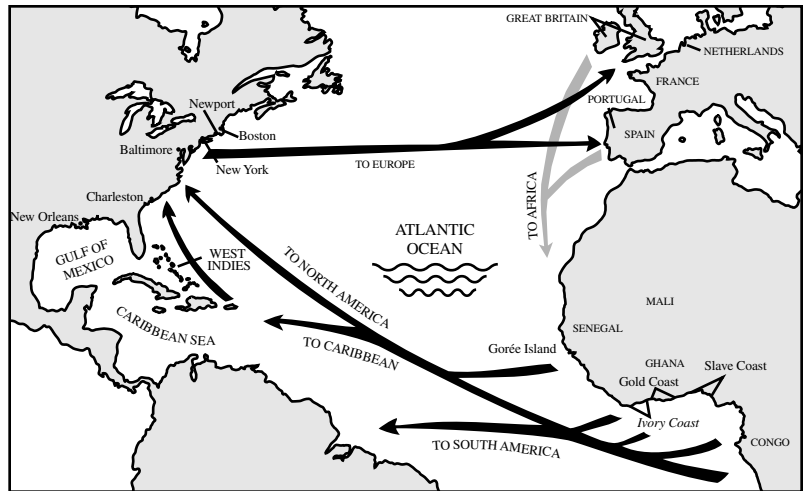 GREAT BRITAIN
NETHERLANDS
FRANCE
PORTUGAL
SPAIN
Newport
Boston
Baltimore
New York
TO EUROPE
TO AFRICA
Charleston
New Orleans
GULF OF
MEXICO
WEST
INDIES
ATLANTIC
OCEAN
TO NORTH AMERICA
CARIBBEAN SEA
TO CARIBBEAN
MALI
SENEGAL
Gorée Island
GHANA
Slave Coast
Gold Coast
Ivory Coast
TO SOUTH AMERICA
CONGO